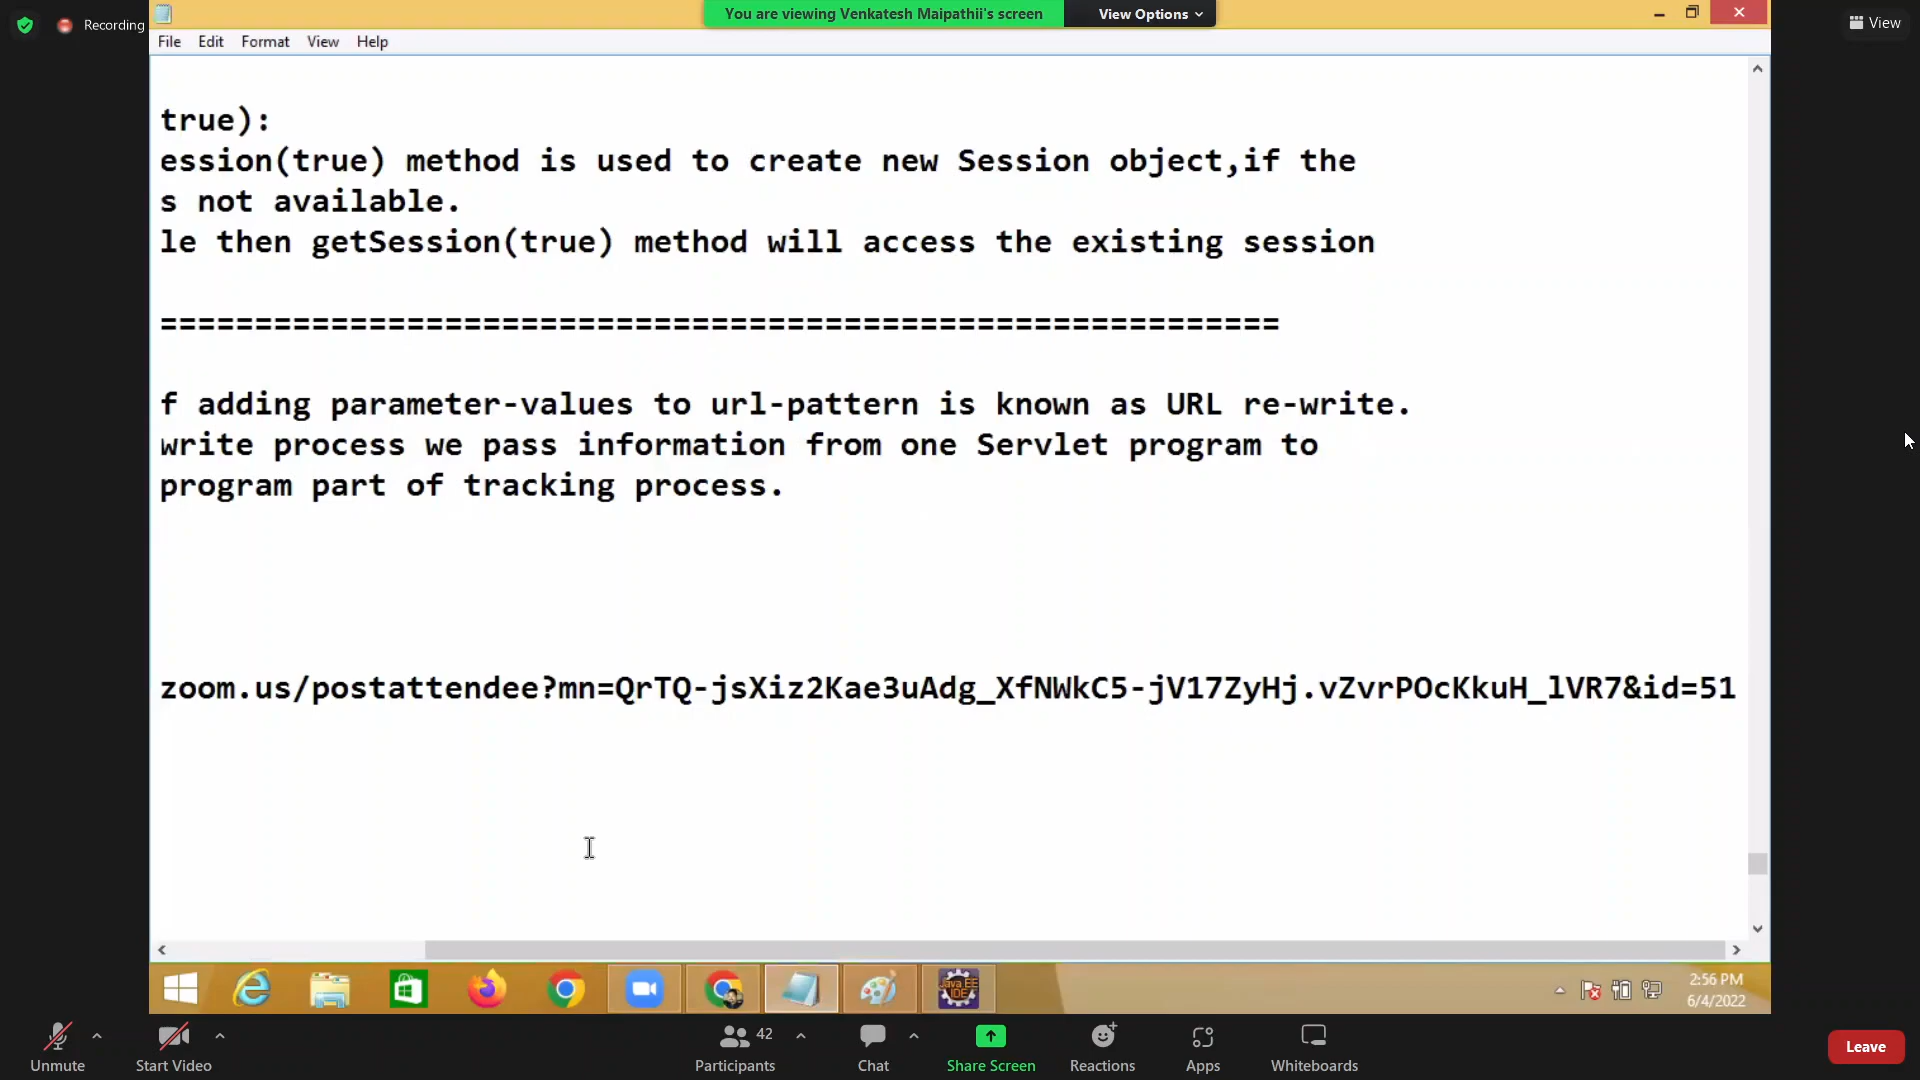 Recording
You are viewing Venkatesh Maipathii's screen
View Options
View
File Edit Format View Help
true):
ession(true) method is used to create new Session object,if the
s not available.
le then getSession(true) method will access the existing session
===========================================================
f adding parameter-values to url-pattern is known as URL re-write.
write process we pass information from one Servlet program to
program part of tracking process.
zoom.us/postattendee?mn=QrTQ-jsXiz2Kae3uAdg_XfNWkC5-jV17ZyHj.vZvrPOcKkuH_lVR7&id=51
Java EE
IDE
2:56 PM
6/4/2022
Unmute
Start Video
42
Participants
Chat
Share Screen
Reactions
Apps
Whiteboards
Leave